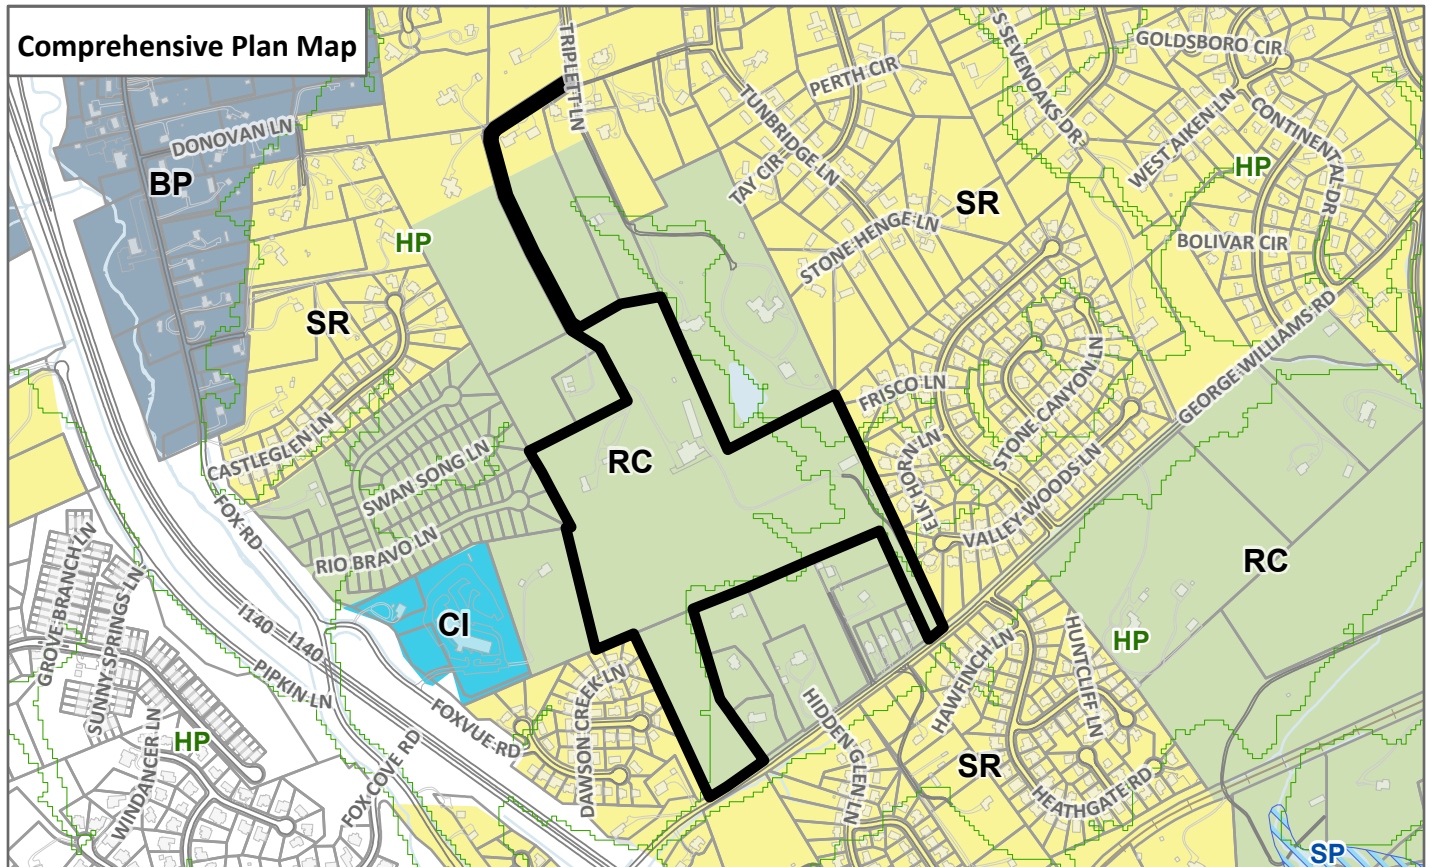 Comprehensive Plan Map
TRIPLETT LN
S SEVENOAKS DR
GOLDSBORO CIR
PERTH CIR
TUNBRIDGE LN
WEST AIKEN LN
CONTINENTAL DR
DONOVAN LN
BP
HP
TAY CIR
SR
HP
STONE HENGE LN
BOLIVAR CIR
SR
GEORGE WILLIAMS RD
FRISCO LN
STONE CANYON LN
CASTLEGLEN LN
SWAN SONG LN
RC
ELK HORN LN
VALLEY WOODS LN
FOX RD
RIO BRAVO LN
RC
GROVE BRANCH LN
SUNNY SPRINGS LN
I140
I140
CI
PIPKIN LN
HP
HUNTCLIFF LN
HAWFINCH LN
FOXVUE RD
DAWSON CREEK LN
HIDDEN GLEN LN
HP
WINDANCER LN
FOX COVE RD
SR
HEATHGATE RD
SP